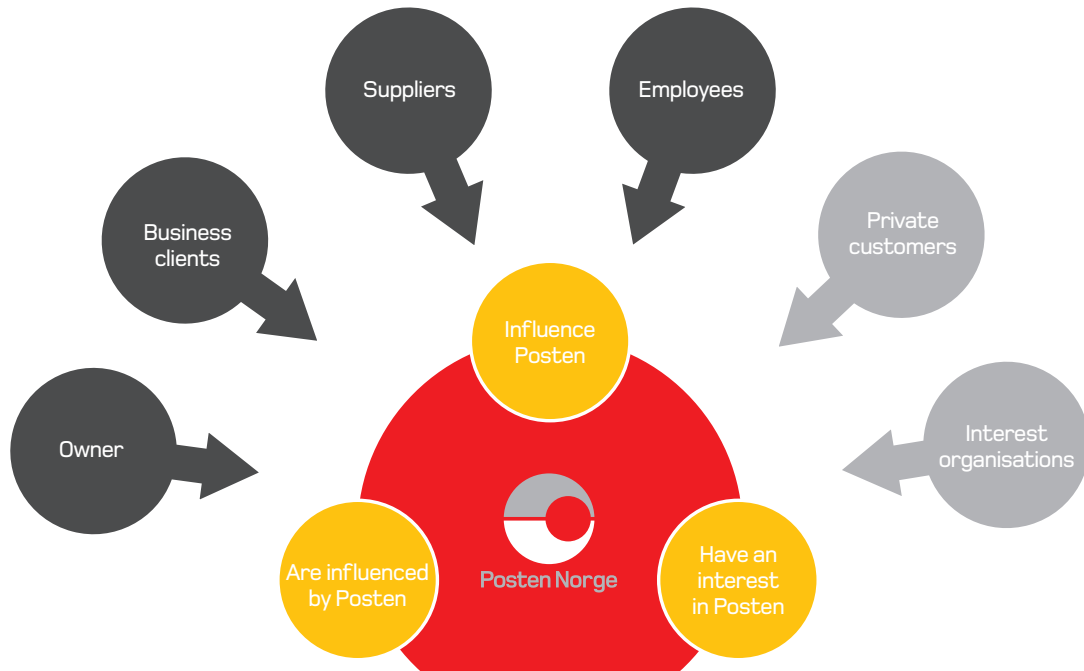 Suppliers
Employees
Business
clients
Private
customers
Influence
Posten
Owner
Interest
organisations
Are influenced
by Posten
Posten Norge
Have an
interest
in Posten